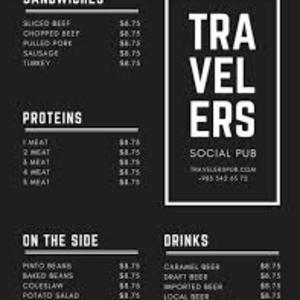 SANDWICHES
SLICED BEEF $8.75
CHOPPED BEEF $8.75
PULLED PORK $8.75
SAUSAGE $8.75
TURKEY $8.75
PROTEINS
1 MEAT $8.75
2 MEAT $8.75
3 MEAT $8.75
4 MEAT $8.75
5 MEAT $8.75
ON THE SIDE
PINTO BEANS $8.75
BAKED BEANS $8.75
COLESLAW $8.75
POTATO SALAD $8.75
TRA
VEL
ERS
SOCIAL PUB
TRAVELERSPUB.COM
DRINKS
CARAMEL BEER $8.75
DRAFT BEER $8.75
IMPORTED BEER $8.75
LOCAL BEER $8.75